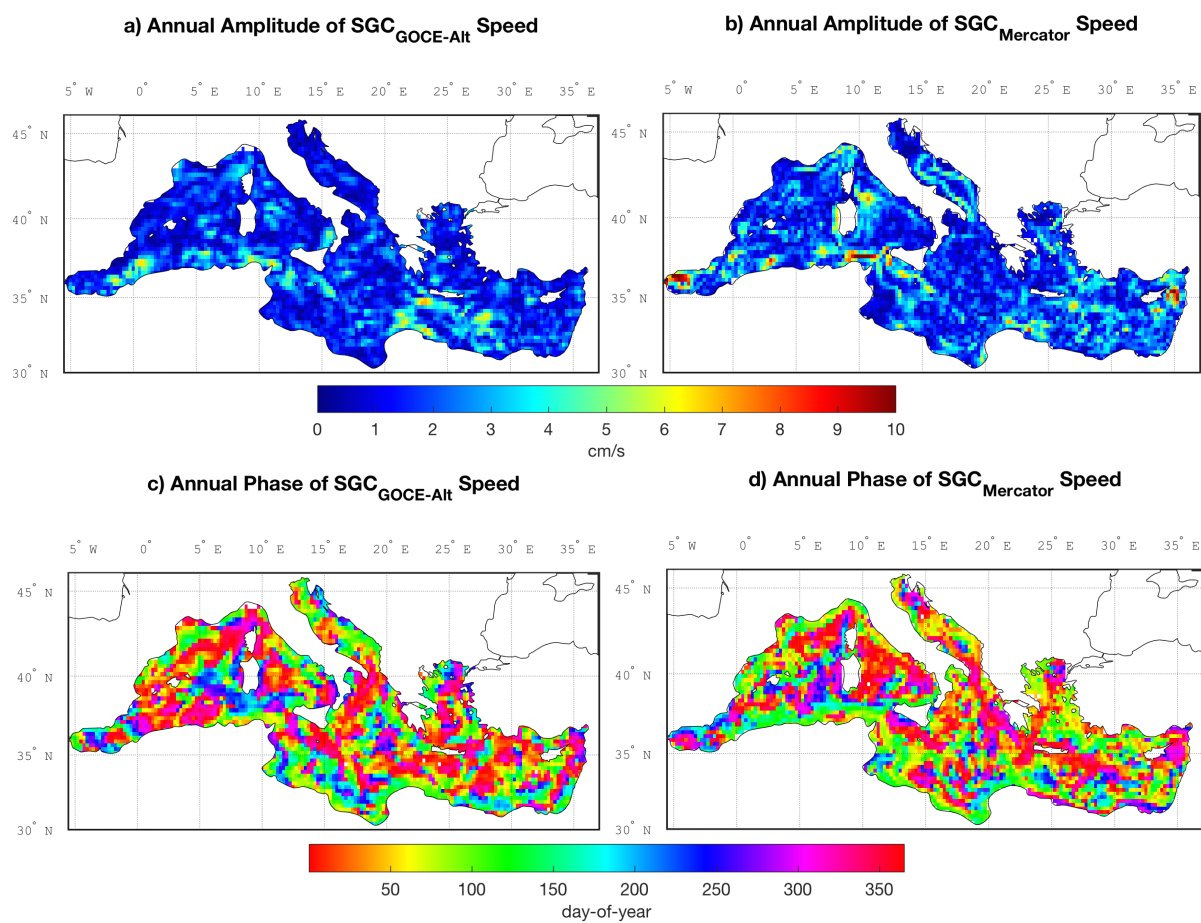 a) Annual Amplitude of SGC_GOCE-Alt Speed
b) Annual Amplitude of SGC_Mercator Speed
5° W 0° 5° E 10° E 15° E 20° E 25° E 30° E 35° E
5° W 0° 5° E 10° E 15° E 20° E 25° E 30° E 35° E
45° N
40° N
35° N
30° N
45° N
40° N
35° N
30° N
0 1 2 3 4 5 6 7 8 9 10
cm/s
c) Annual Phase of SGC_GOCE-Alt Speed
d) Annual Phase of SGC_Mercator Speed
5° W 0° 5° E 10° E 15° E 20° E 25° E 30° E 35° E
5° W 0° 5° E 10° E 15° E 20° E 25° E 30° E 35° E
45° N
40° N
35° N
30° N
45° N
40° N
35° N
30° N
50 100 150 200 250 300 350
day-of-year